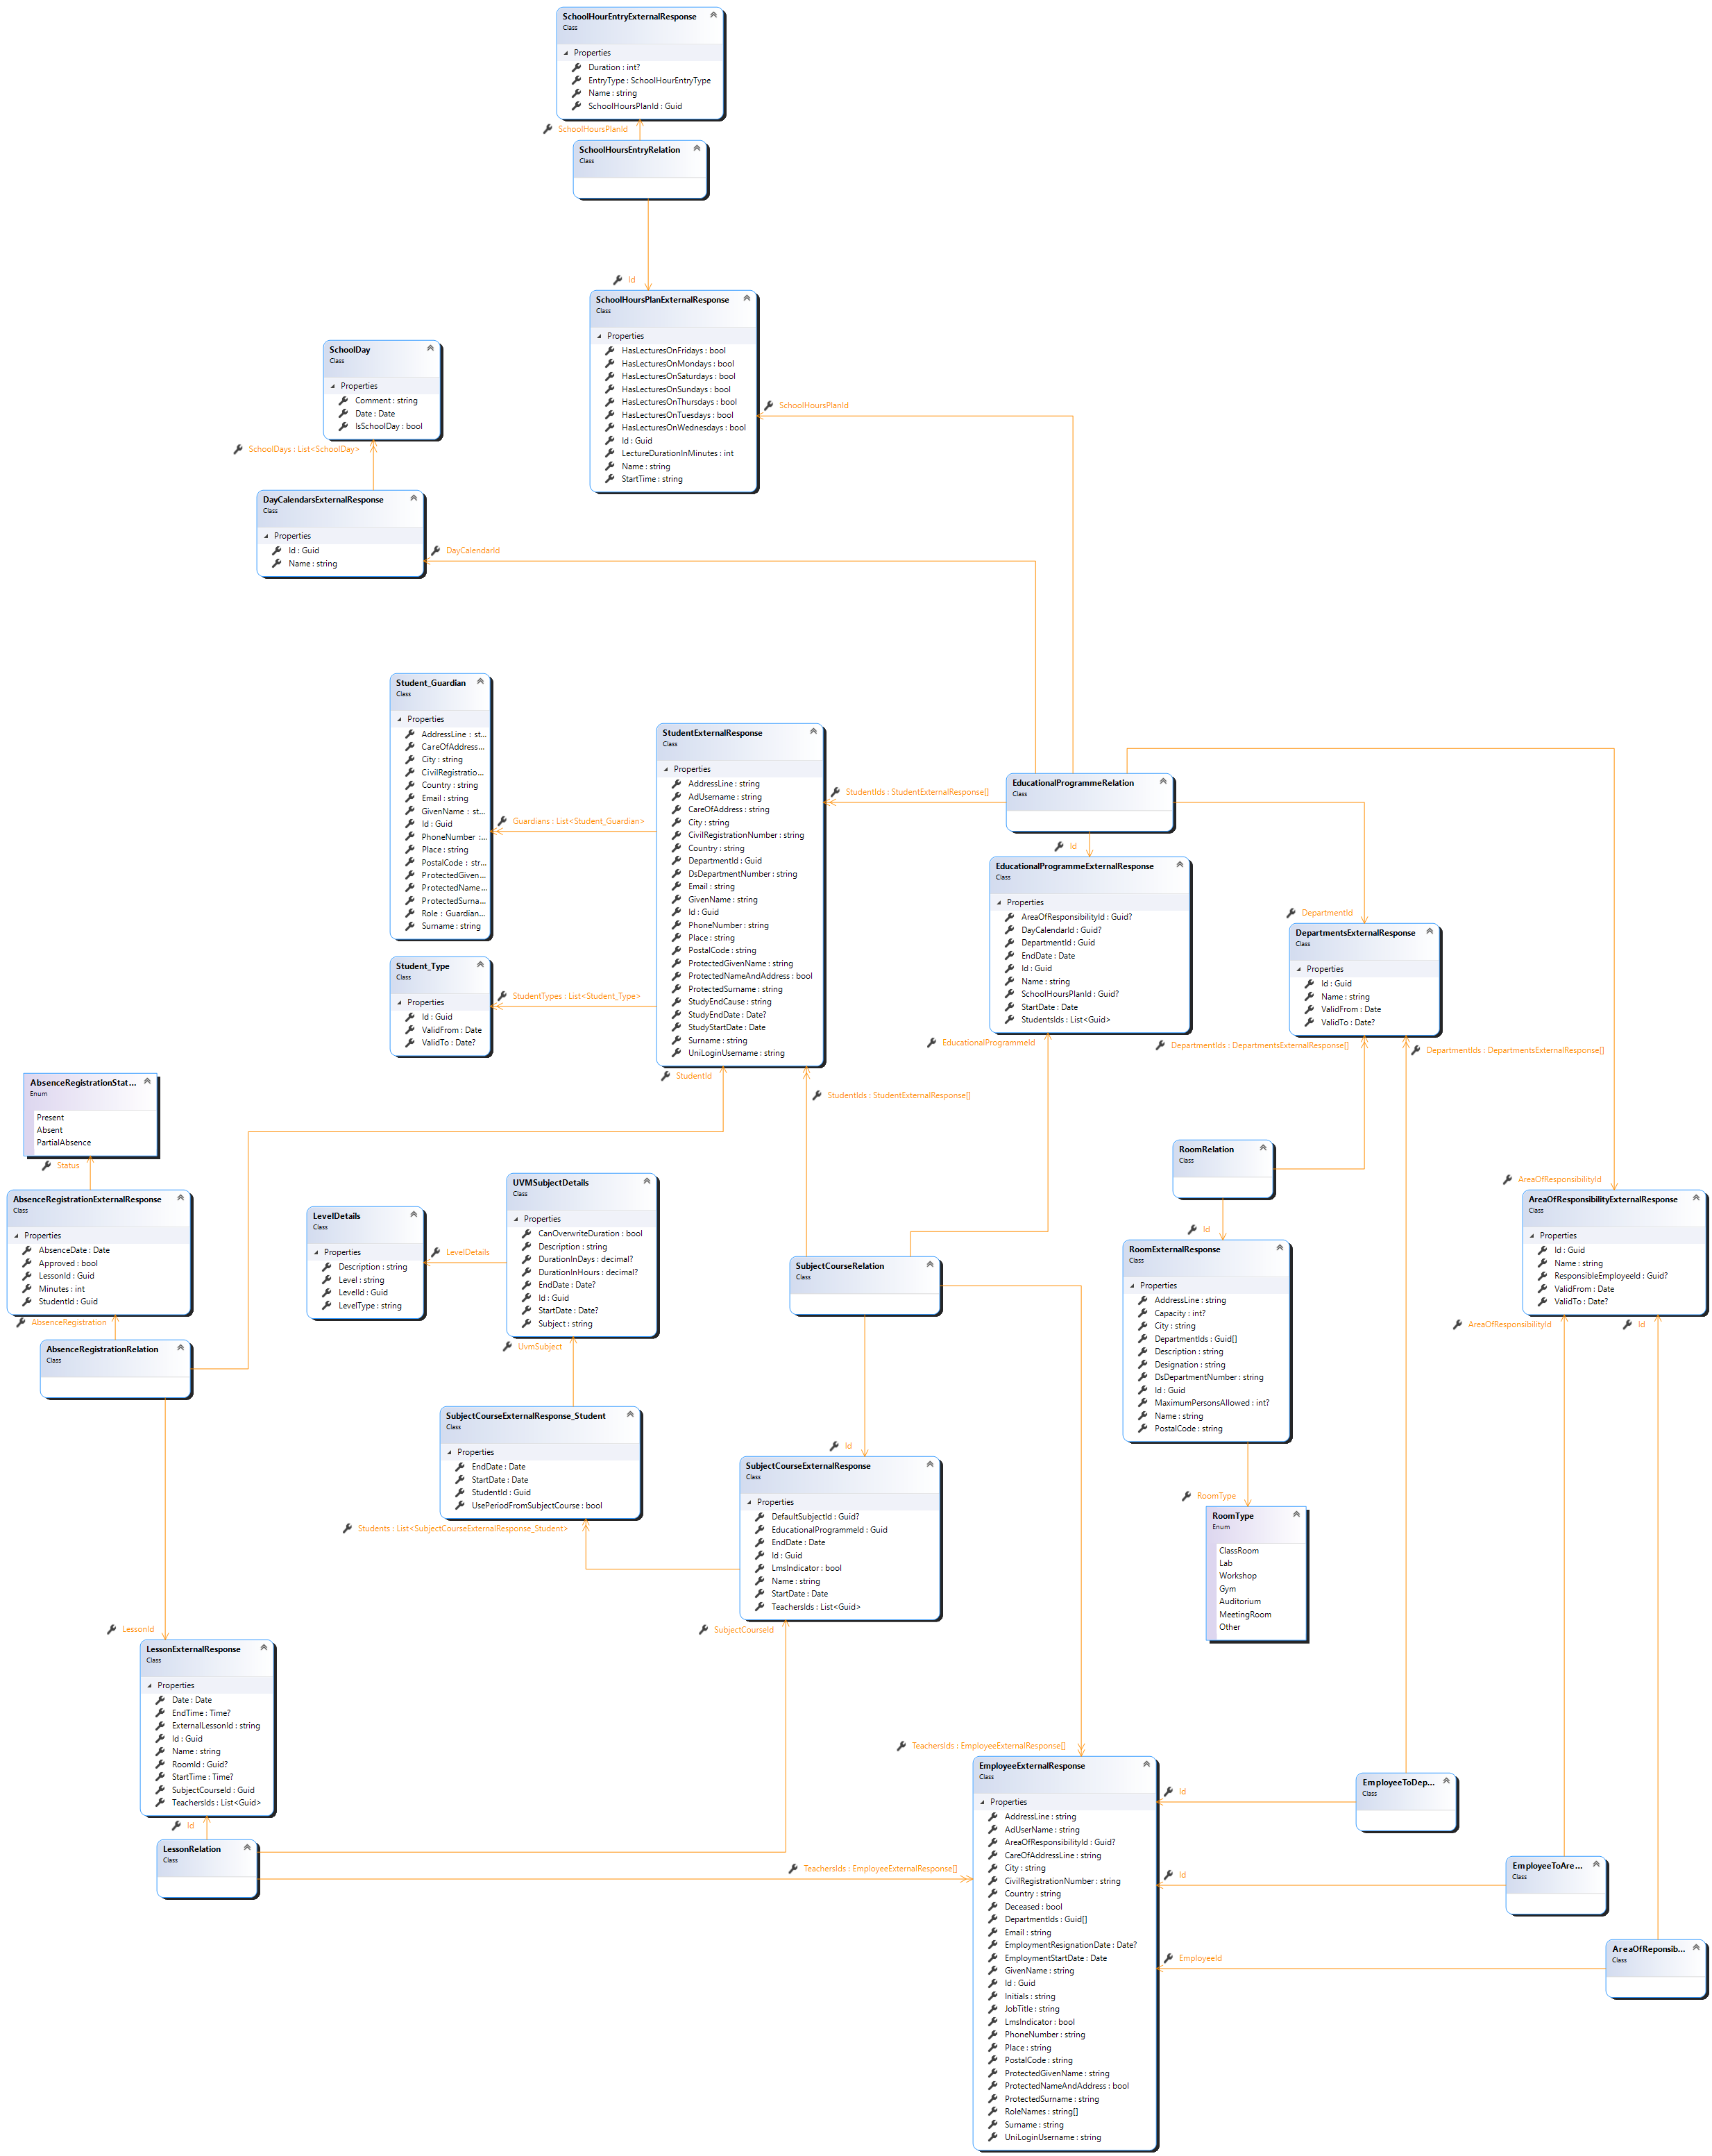 SchoolHourEntryExternalResponse
Class
Properties
Duration : int?
EntryType : SchoolHourEntryType
Name : string
SchoolHoursPlanId : Guid
SchoolHoursPlanId
SchoolHoursEntryRelation
Class
Id
SchoolHoursPlanExternalResponse
Class
Properties
HasLecturesOnFridays : bool
HasLecturesOnMondays : bool
HasLecturesOnSaturdays : bool
HasLecturesOnSundays : bool
HasLecturesOnThursdays : bool
HasLecturesOnTuesdays : bool
HasLecturesOnWednesdays : bool
Id : Guid
LectureDurationInMinutes : int
Name : string
StartTime : string
SchoolHoursPlanId
SchoolDay
Class
Properties
Comment : string
Date : Date
IsSchoolDay : bool
SchoolDays : List<SchoolDay>
DayCalendarsExternalResponse
Class
Properties
Id : Guid
Name : string
DayCalendarId
Student_Guardian
Class
Properties
AddressLine : st...
CareOfAddress...
City : string
CivilRegistratio...
Country : string
Email : string
GivenName : st...
Id : Guid
PhoneNumber :...
Place : string
PostalCode : str...
ProtectedGiven...
ProtectedName...
ProtectedSurna...
Role : Guardian...
Surname : string
Guardians : List<Student_Guardian>
Student_Type
Class
Properties
Id : Guid
ValidFrom : Date
ValidTo : Date?
StudentTypes : List<Student_Type>
StudentExternalResponse
Class
Properties
AddressLine : string
AdUsername : string
CareOfAddress : string
City : string
CivilRegistrationNumber : string
Country : string
DepartmentId : Guid
DsDepartmentNumber : string
Email : string
GivenName : string
Id : Guid
PhoneNumber : string
Place : string
PostalCode : string
ProtectedGivenName : string
ProtectedNameAndAddress : bool
ProtectedSurname : string
StudyEndCause : string
StudyEndDate : Date?
StudyStartDate : Date
Surname : string
UniLoginUsername : string
StudentId
StudentIds : StudentExternalResponse[]
StudentIds : StudentExternalResponse[]
EducationalProgrammeRelation
Class
Id
EducationalProgrammeExternalResponse
Class
Properties
AreaOfResponsibilityId : Guid?
DayCalendarId : Guid?
DepartmentId : Guid
EndDate : Date
Id : Guid
Name : string
SchoolHoursPlanId : Guid?
StartDate : Date
StudentsIds : List<Guid>
EducationalProgrammeId
DepartmentId
DepartmentsExternalResponse
Class
Properties
Id : Guid
Name : string
ValidFrom : Date
ValidTo : Date?
DepartmentIds : DepartmentsExternalResponse[]
DepartmentIds : DepartmentsExternalResponse[]
AbsenceRegistrationStat...
Enum
Present
Absent
PartialAbsence
Status
AbsenceRegistrationExternalResponse
Class
Properties
AbsenceDate : Date
Approved : bool
LessonId : Guid
Minutes : int
StudentId : Guid
AbsenceRegistration
AbsenceRegistrationRelation
Class
LevelDetails
Class
Properties
Description : string
Level : string
LevelId : Guid
LevelType : string
LevelDetails
UVMSubjectDetails
Class
Properties
CanOverwriteDuration : bool
Description : string
DurationInDays : decimal?
DurationInHours : decimal?
EndDate : Date?
Id : Guid
StartDate : Date?
Subject : string
UvmSubject
SubjectCourseExternalResponse_Student
Class
Properties
EndDate : Date
StartDate : Date
StudentId : Guid
UsePeriodFromSubjectCourse : bool
Students : List<SubjectCourseExternalResponse_Student>
SubjectCourseRelation
Class
Id
SubjectCourseExternalResponse
Class
Properties
DefaultSubjectId : Guid?
EducationalProgrammeId : Guid
EndDate : Date
Id : Guid
LmsIndicator : bool
Name : string
StartDate : Date
TeachersIds : List<Guid>
SubjectCourseId
RoomRelation
Class
Id
RoomExternalResponse
Class
Properties
AddressLine : string
Capacity : int?
City : string
DepartmentIds : Guid[]
Description : string
Designation : string
DsDepartmentNumber : string
Id : Guid
MaximumPersonsAllowed : int?
Name : string
PostalCode : string
RoomType
RoomType
Enum
ClassRoom
Lab
Workshop
Gym
Auditorium
MeetingRoom
Other
AreaOfResponsibilityId
AreaOfResponsibilityExternalResponse
Class
Properties
Id : Guid
Name : string
ResponsibleEmployeeId : Guid?
ValidFrom : Date
ValidTo : Date?
AreaOfResponsibilityId
Id
LessonId
LessonExternalResponse
Class
Properties
Date : Date
EndTime : Time?
ExternalLessonId : string
Id : Guid
Name : string
RoomId : Guid?
StartTime : Time?
SubjectCourseId : Guid
TeachersIds : List<Guid>
Id
LessonRelation
Class
TeachersIds : EmployeeExternalResponse[]
TeachersIds : EmployeeExternalResponse[]
EmployeeExternalResponse
Class
Properties
AddressLine : string
AdUserName : string
AreaOfResponsibilityId : Guid?
CareOfAddressLine : string
City : string
CivilRegistrationNumber : string
Country : string
Deceased : bool
DepartmentIds : Guid[]
Email : string
EmploymentResignationDate : Date?
EmploymentStartDate : Date
GivenName : string
Id : Guid
Initials : string
JobTitle : string
LmsIndicator : bool
PhoneNumber : string
Place : string
PostalCode : string
ProtectedGivenName : string
ProtectedNameAndAddress : bool
ProtectedSurname : string
RoleNames : string[]
Surname : string
UniLoginUsername : string
Id
EmployeeToDep...
Class
Id
EmployeeToAre...
Class
EmployeeId
AreaOfReponsib...
Class